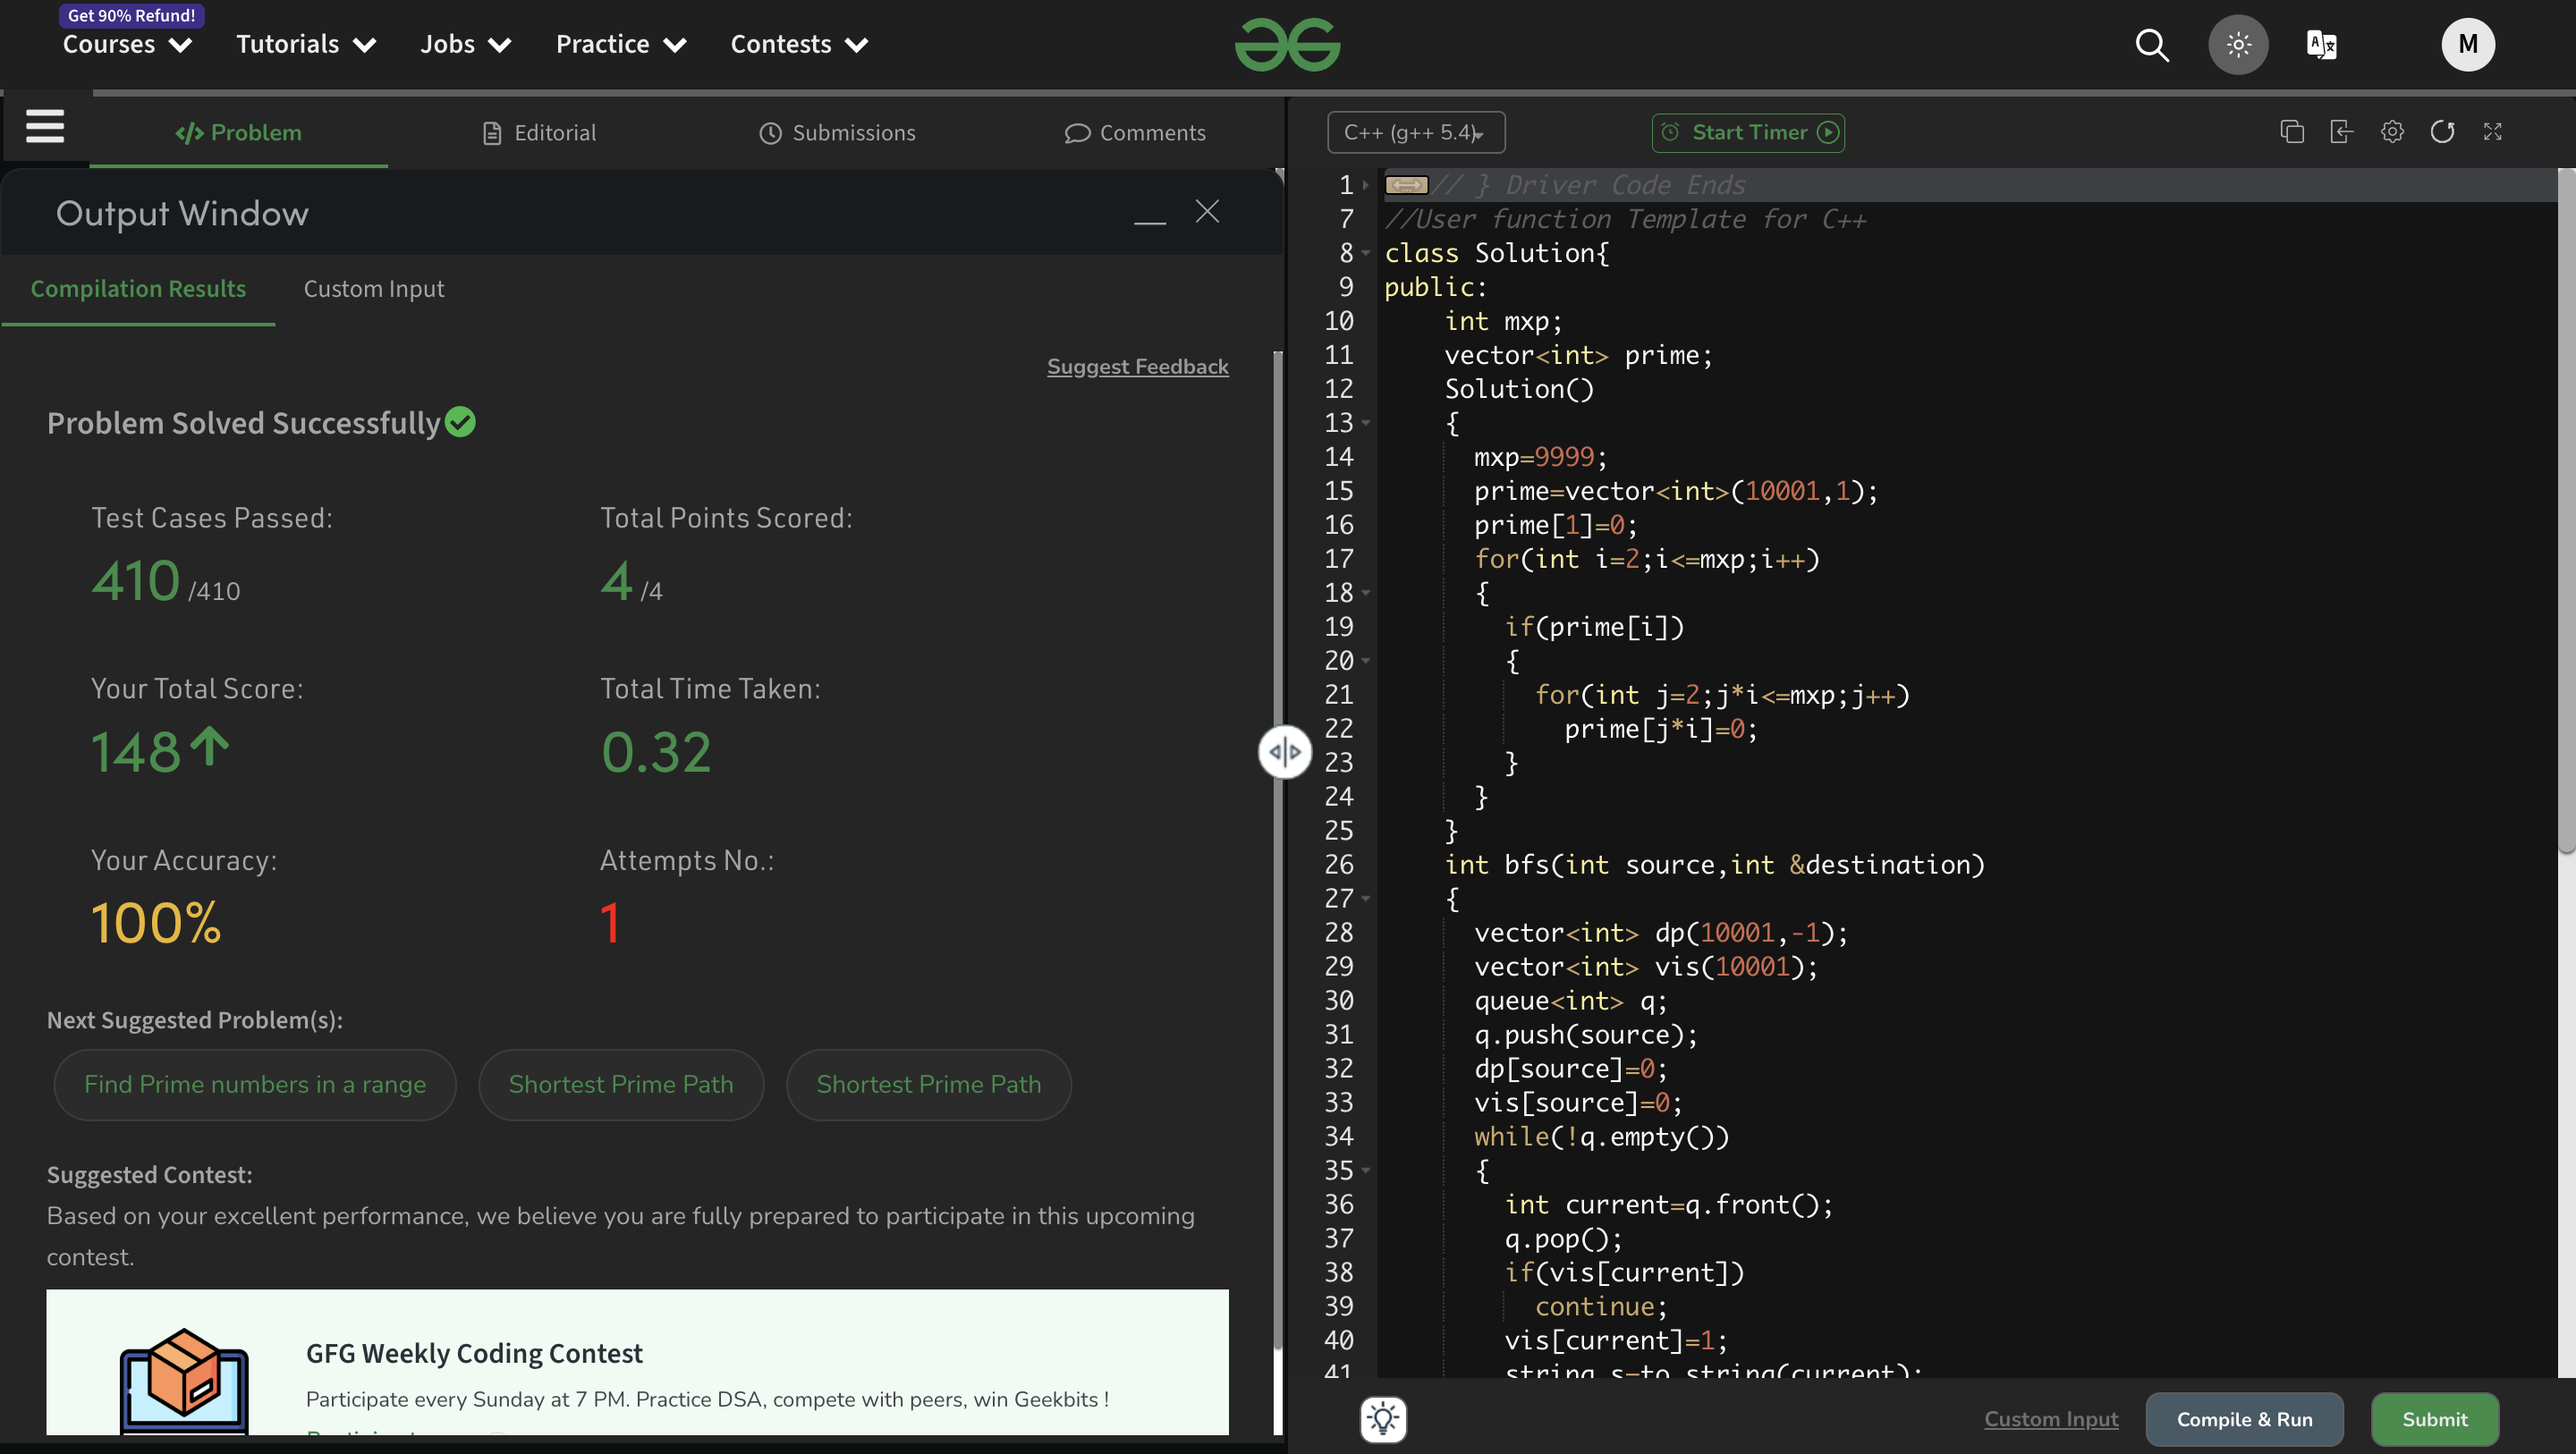 Get 90% Refund!
Courses Tutorials Jobs Practice Contests
M
Problem Editorial Submissions Comments
Output Window
Compilation Results Custom Input
Suggest Feedback
Problem Solved Successfully
Test Cases Passed: Total Points Scored:
410 /410 4 /4
Your Total Score: Total Time Taken:
148 0.32
Your Accuracy: Attempts No.:
100% 1
Next Suggested Problem(s):
Find Prime numbers in a range Shortest Prime Path Shortest Prime Path
Suggested Contest:
Based on your excellent performance, we believe you are fully prepared to participate in this upcoming
contest.
GFG Weekly Coding Contest
Participate every Sunday at 7 PM. Practice DSA, compete with peers, win Geekbits !
C++ (g++ 5.4) Start Timer
1 // } Driver Code Ends
7 //User function Template for C++
8 class Solution{
9 public:
10 int mxp;
11 vector<int> prime;
12 Solution()
13 {
14 mxp=9999;
15 prime=vector<int>(10001,1);
16 prime[1]=0;
17 for(int i=2;i<=mxp;i++)
18 {
19 if(prime[i])
20 {
21 for(int j=2;j*i<=mxp;j++)
22 prime[j*i]=0;
23 }
24 }
25 }
26 int bfs(int source,int &destination)
27 {
28 vector<int> dp(10001,-1);
29 vector<int> vis(10001);
30 queue<int> q;
31 q.push(source);
32 dp[source]=0;
33 vis[source]=0;
34 while(!q.empty())
35 {
36 int current=q.front();
37 q.pop();
38 if(vis[current])
39 continue;
40 vis[current]=1;
41 string s=to_string(current);
Custom Input Compile & Run Submit